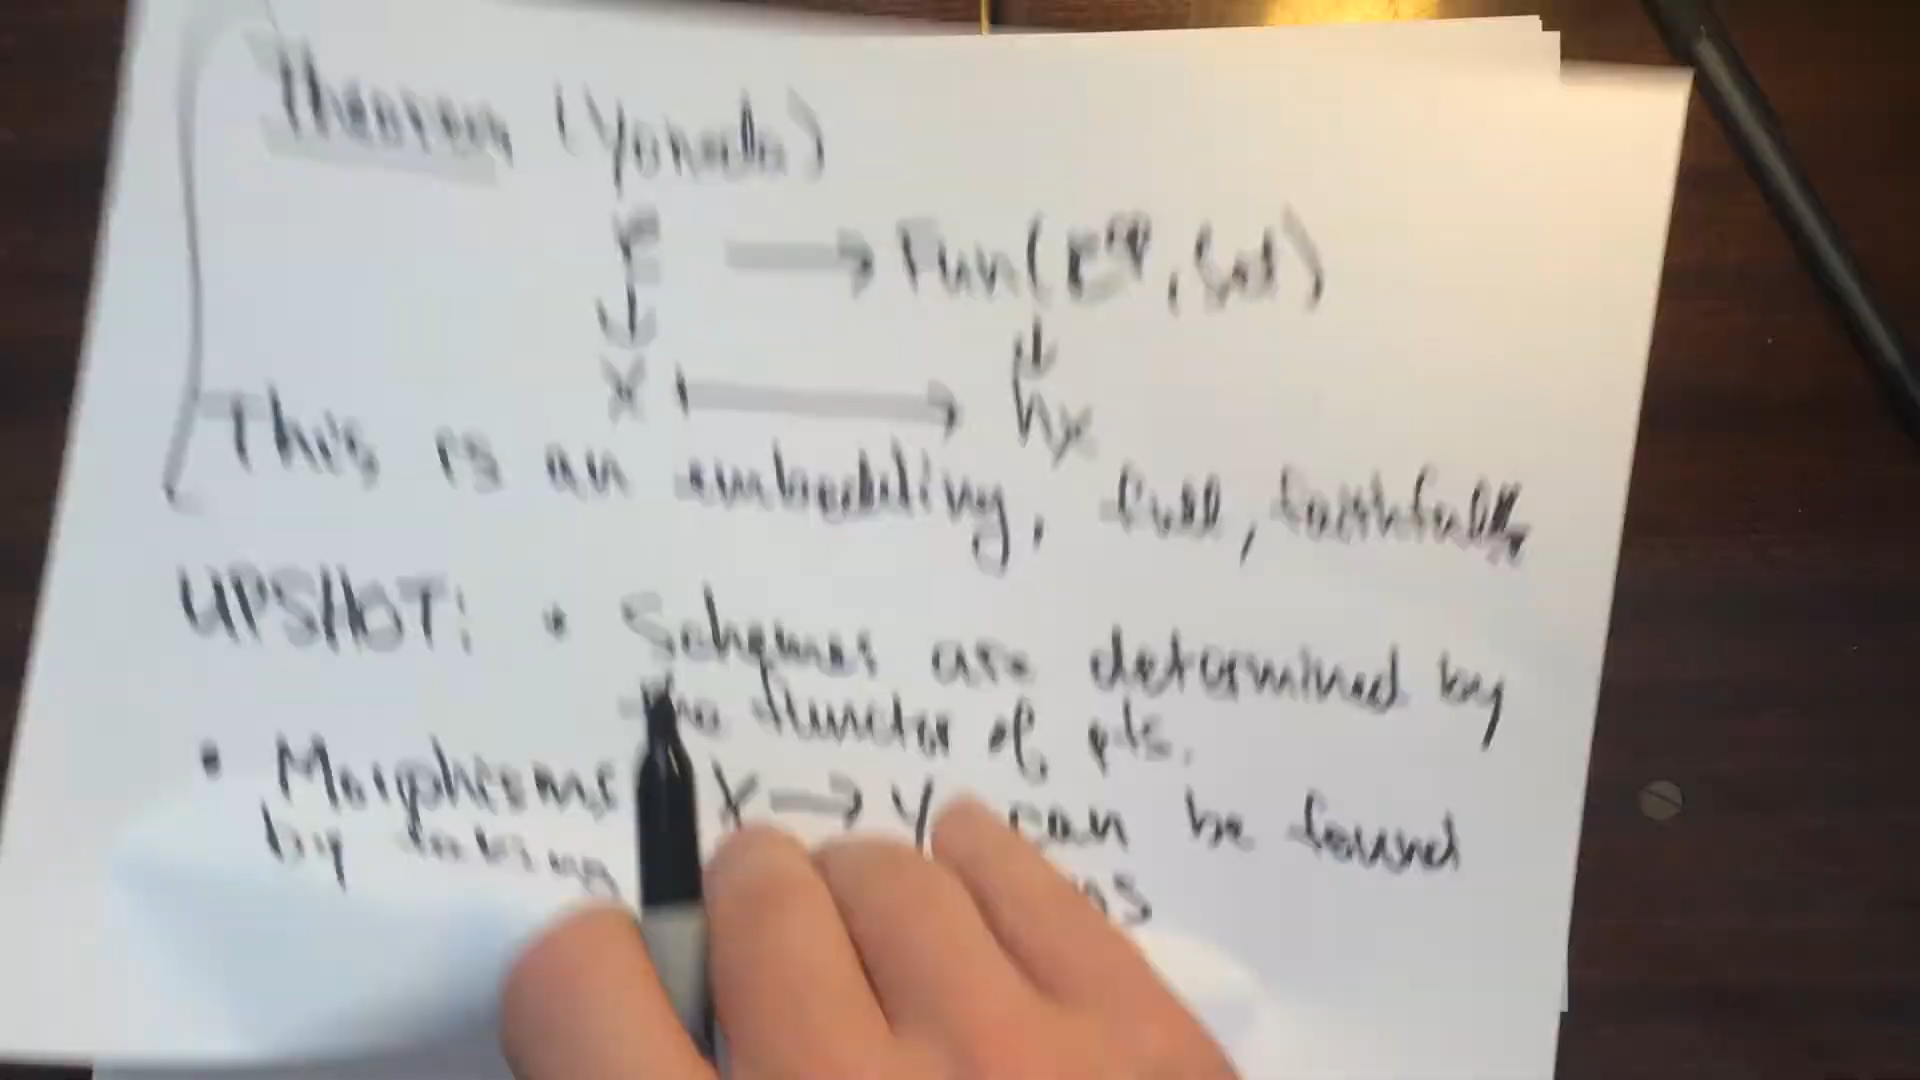 Theorem (Yoneda)
C → Fun(C^op, Set)
↓ ↓
X ↦ h_X
This is an embedding, full, faithful
UPSHOT: • Schemes are determined by
the functor of pts.
• Morphisms X → Y can be found
by taking